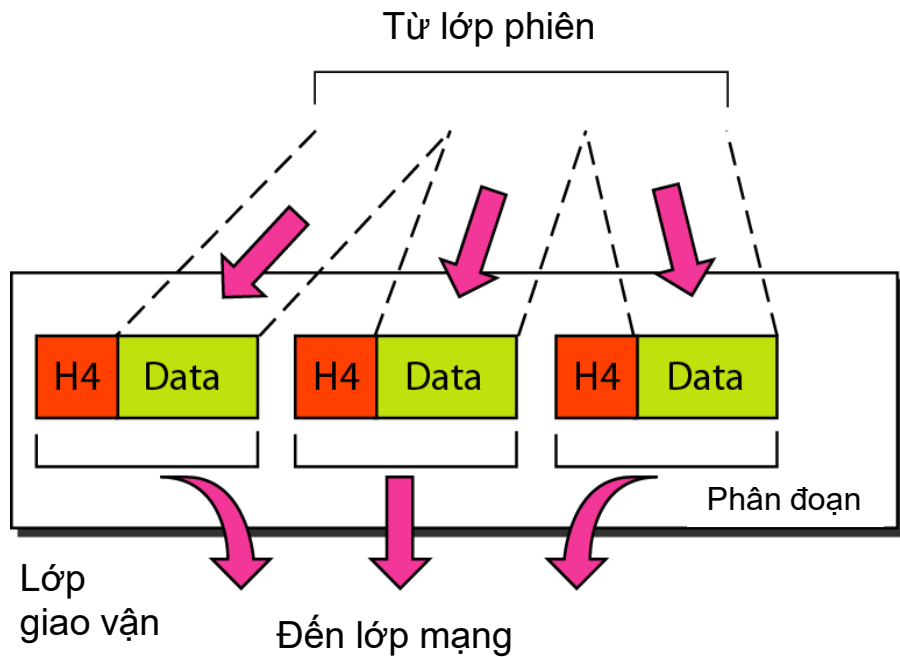 Từ lớp phiên
H4 Data H4 Data H4 Data
Phân đoạn
Lớp
giao vận
Đến lớp mạng